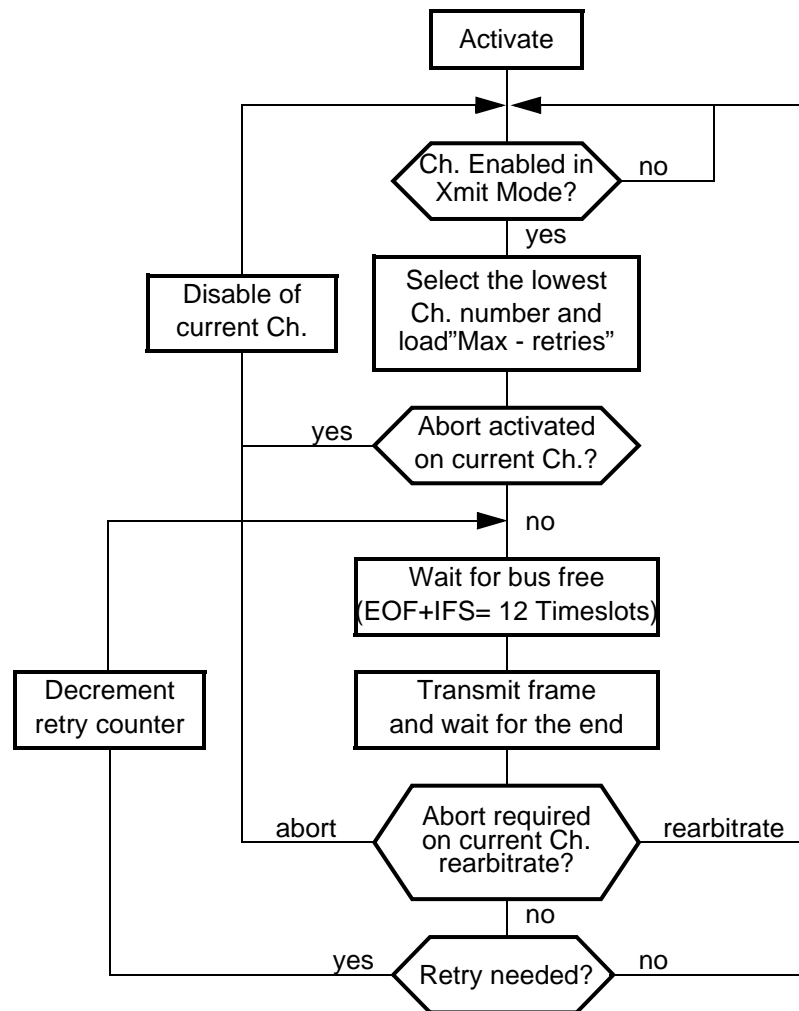 Activate
Ch. Enabled in
Xmit Mode?
no
yes
Select the lowest
Ch. number and
load"Max - retries"
Disable of
current Ch.
yes
Abort activated
on current Ch.?
no
Wait for bus free
(EOF+IFS= 12 Timeslots)
Decrement
retry counter
Transmit frame
and wait for the end
abort
Abort required
on current Ch.
rearbitrate?
rearbitrate
no
yes
Retry needed?
no